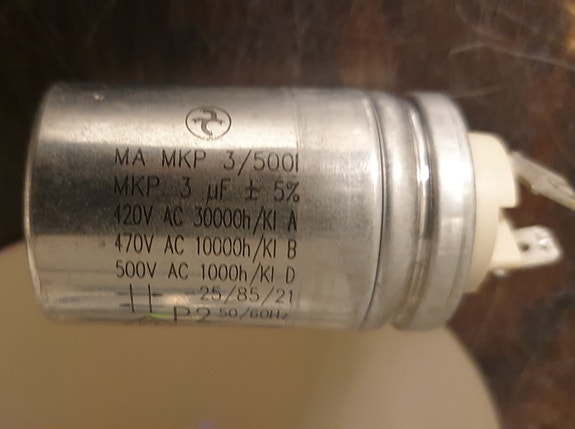 MA MKP 3/500I
MKP 3 µF ± 5%
420V AC 30000h/Kl A
470V AC 10000h/Kl B
500V AC 1000h/Kl D
25/85/21
P2 50/60Hz